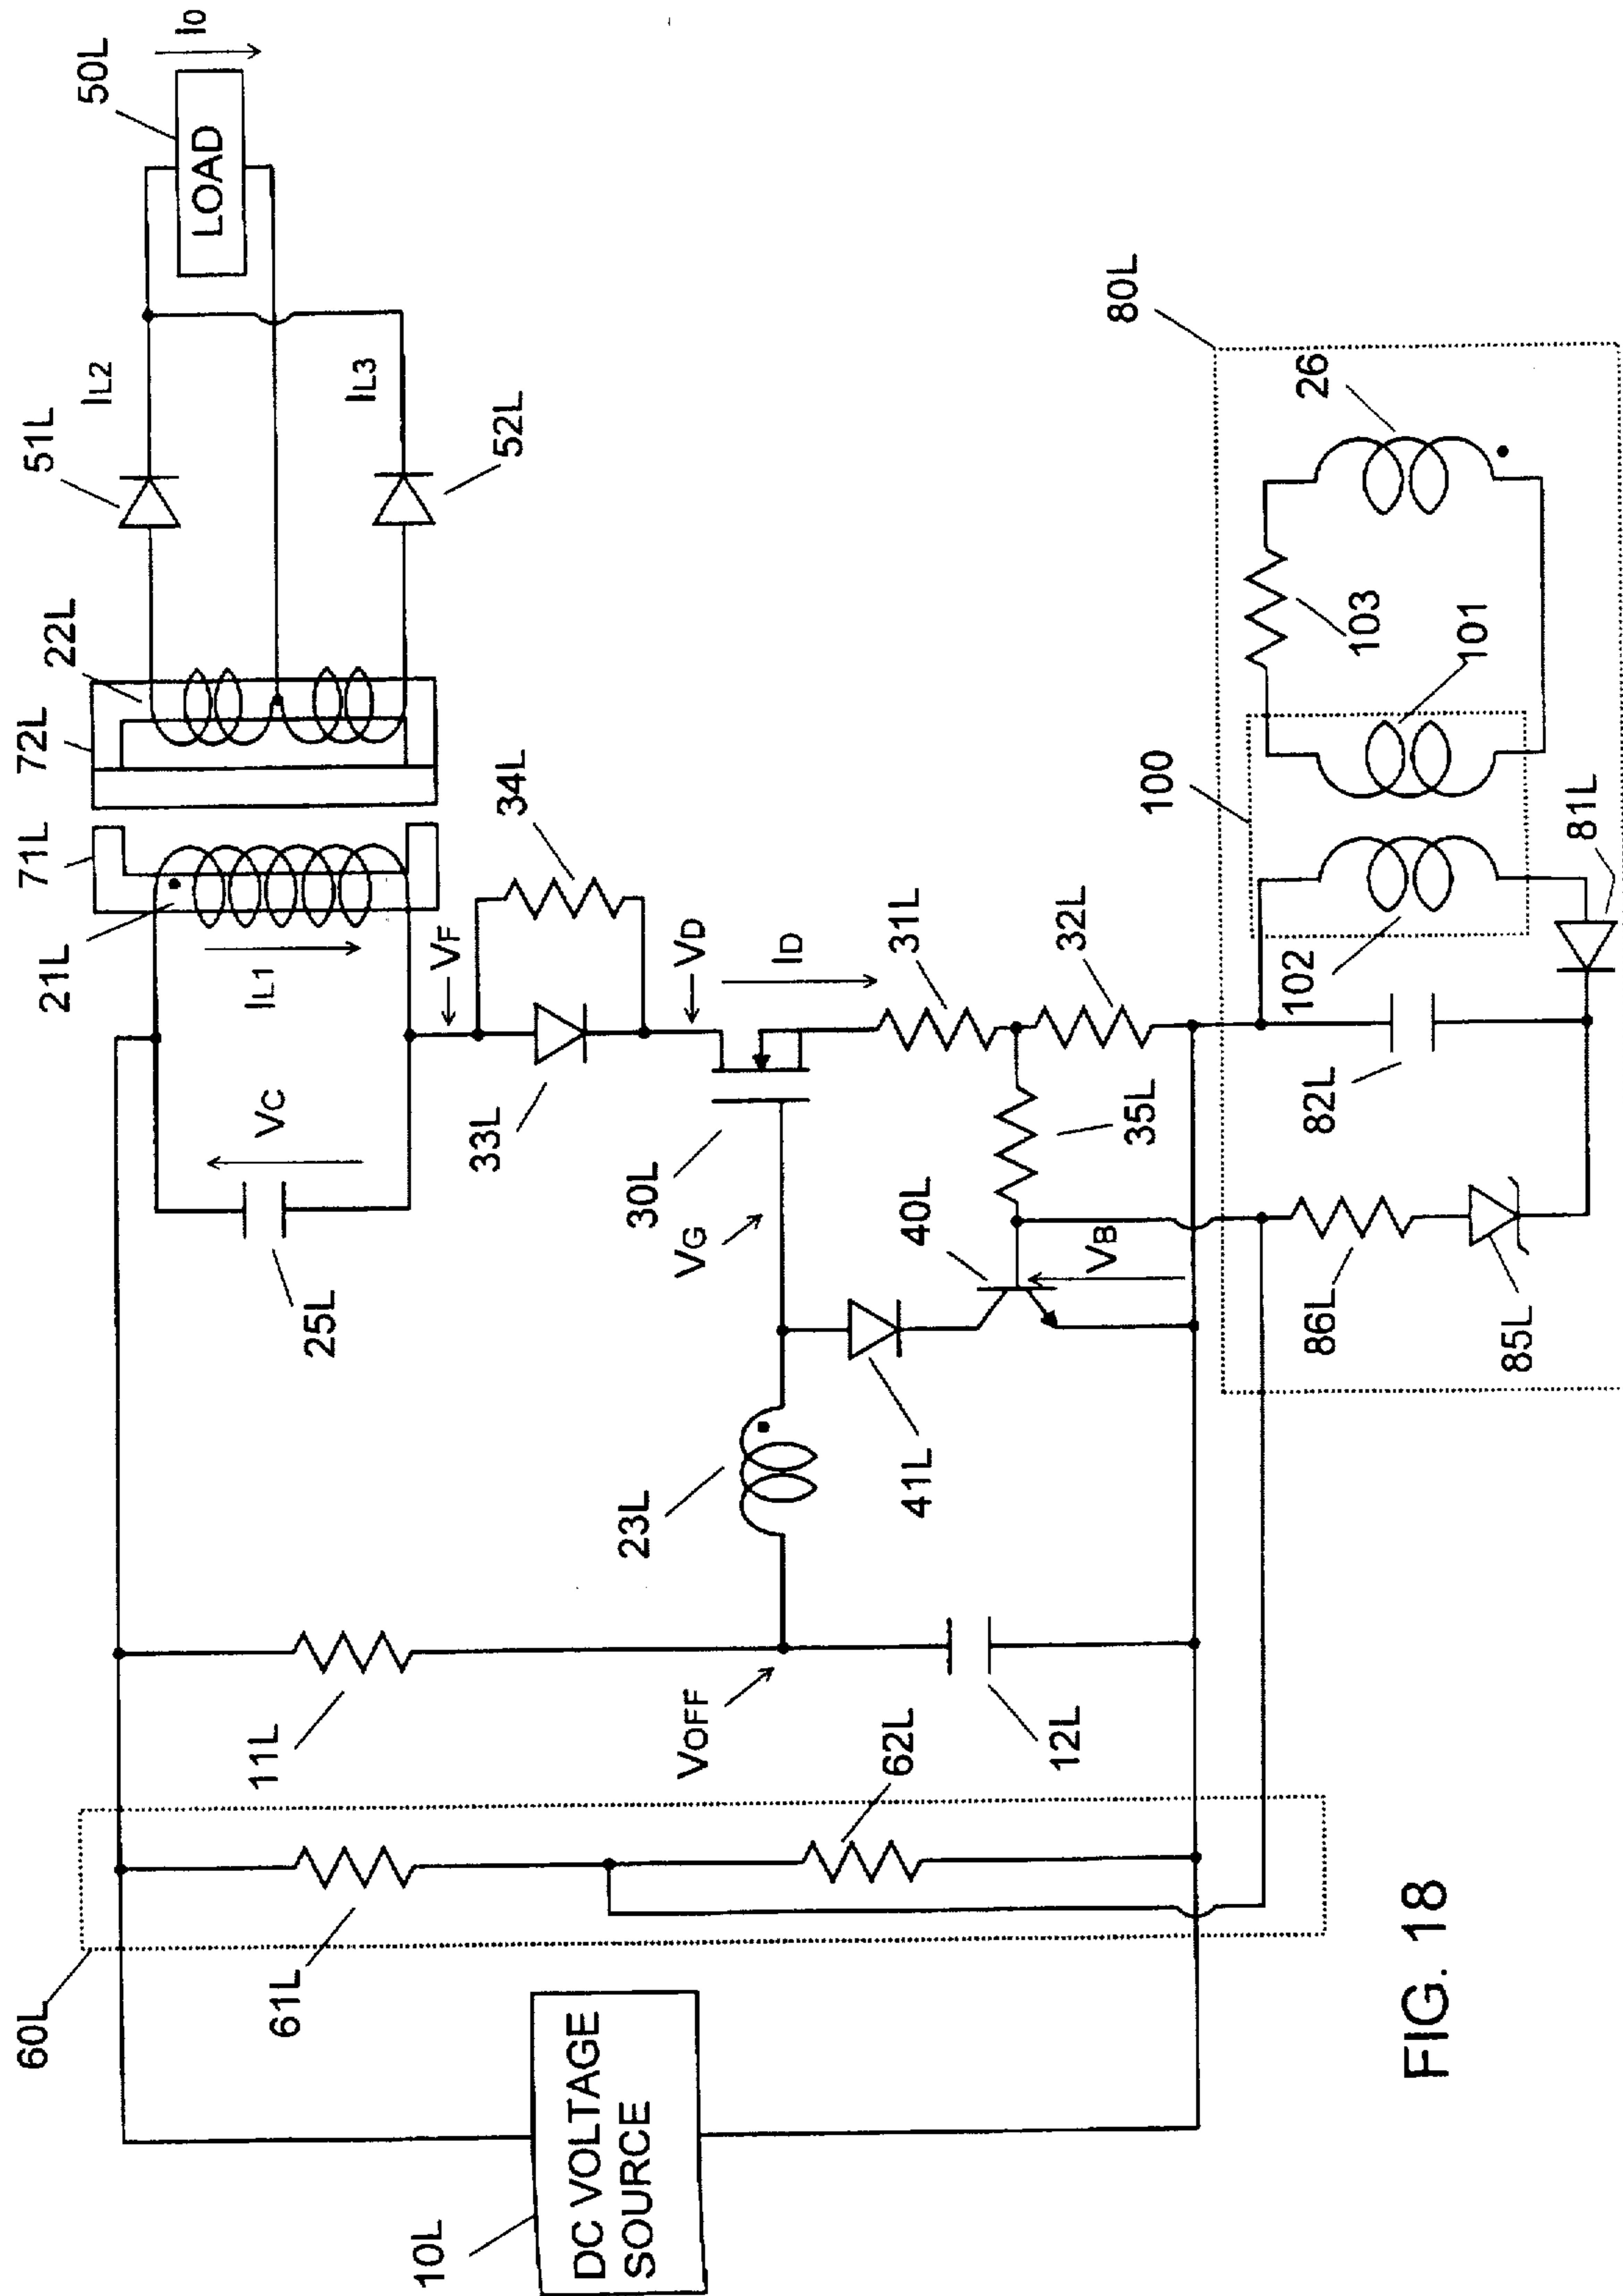 60L
61L
62L
10L
DC VOLTAGE
SOURCE
11L
VOFF
12L
23L
25L
VC
21L
IL1
71L
72L
22L
51L
IL2
IL3
52L
50L
LOAD
I0
VF
34L
33L
VD
ID
30L
VG
31L
32L
35L
40L
VB
41L
80L
100
103
101
26
102
81L
82L
86L
85L
FIG. 18